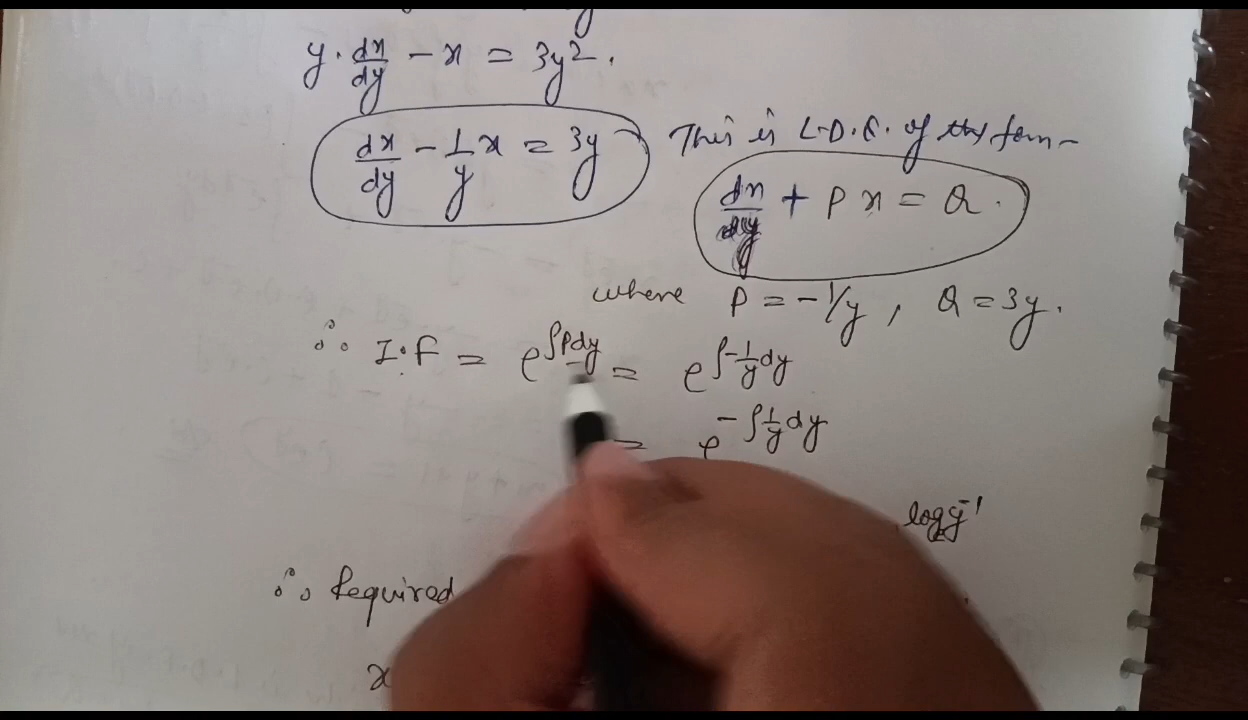 y · dx/dy − x = 3y².
dx/dy − 1/y x = 3y This is L.D.E. of the form –
dx/dy + P x = Q.
where P = −1/y , Q = 3y.
∴ I.F = e^∫Pdy = e^∫−1/y dy
= e^−∫1/y dy
log y⁻¹
∴ Required
x